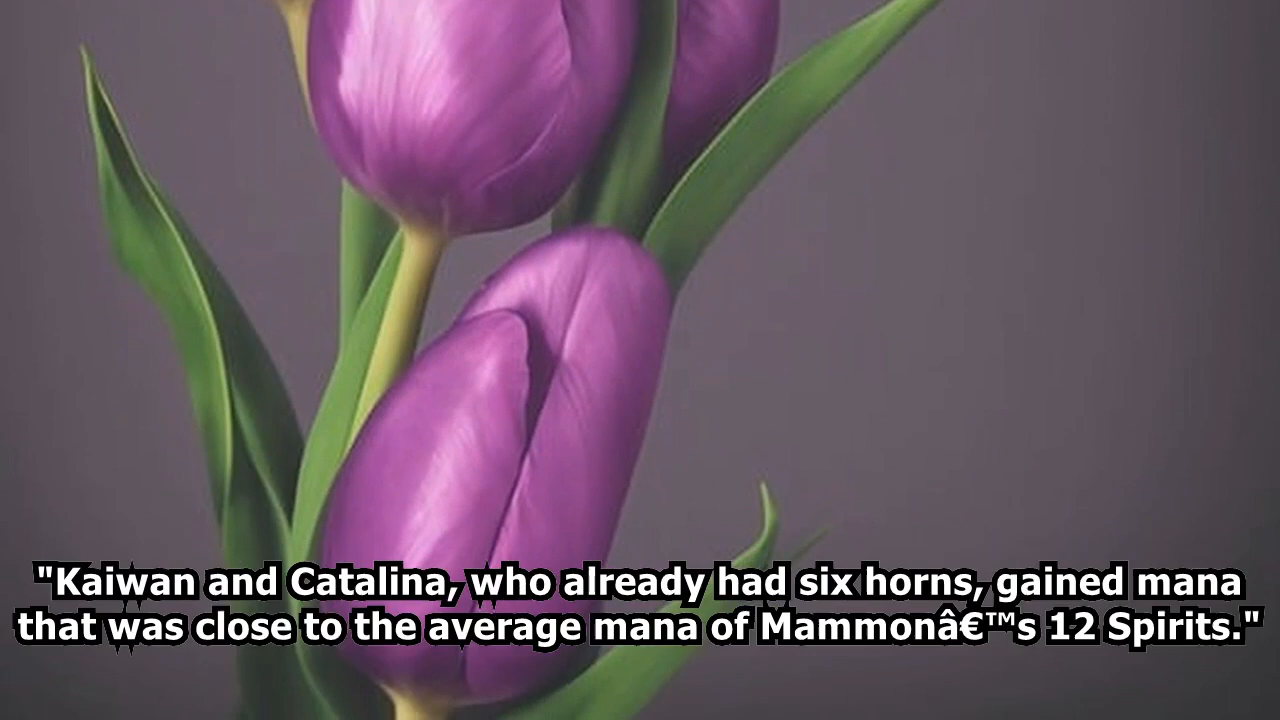 "Kaiwan and Catalina, who already had six horns, gained mana
that was close to the average mana of Mammonâ€™s 12 Spirits."